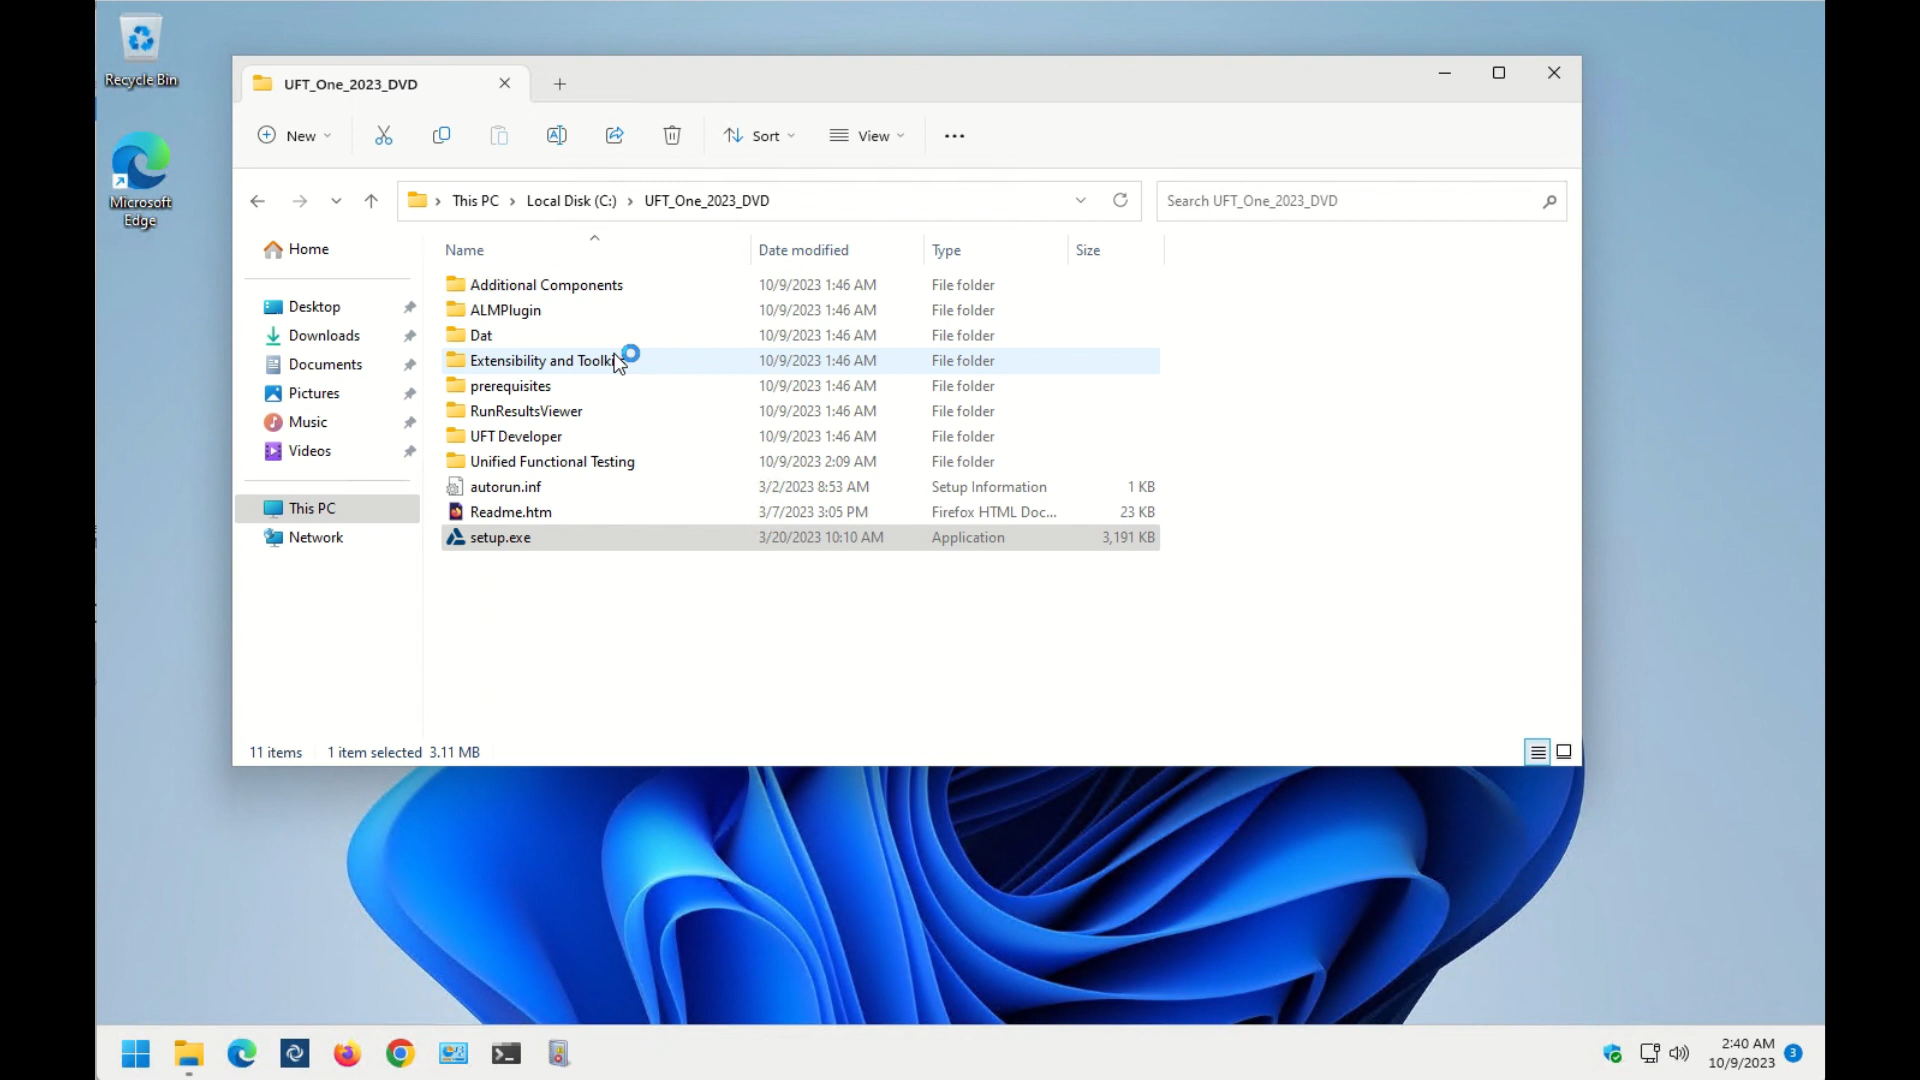 Recycle Bin
Microsoft
Edge
UFT_One_2023_DVD
New
Sort
View
This PC
Local Disk (C:)
UFT_One_2023_DVD
Search UFT_One_2023_DVD
Home
Desktop
Downloads
Documents
Pictures
Music
Videos
This PC
Network
Name Date modified Type Size
Additional Components 10/9/2023 1:46 AM File folder
ALMPlugin 10/9/2023 1:46 AM File folder
Dat 10/9/2023 1:46 AM File folder
Extensibility and Toolki 10/9/2023 1:46 AM File folder
prerequisites 10/9/2023 1:46 AM File folder
RunResultsViewer 10/9/2023 1:46 AM File folder
UFT Developer 10/9/2023 1:46 AM File folder
Unified Functional Testing 10/9/2023 2:09 AM File folder
autorun.inf 3/2/2023 8:53 AM Setup Information 1 KB
Readme.htm 3/7/2023 3:05 PM Firefox HTML Doc... 23 KB
setup.exe 3/20/2023 10:10 AM Application 3,191 KB
11 items 1 item selected 3.11 MB
2:40 AM
10/9/2023
3